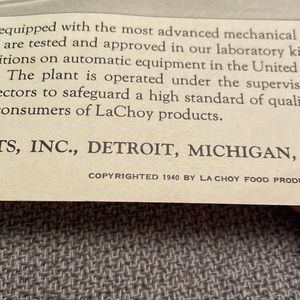 equipped with the most advanced mechanical
are tested and approved in our laboratory ki
itions on automatic equipment in the United
The plant is operated under the supervis
ectors to safeguard a high standard of quali
consumers of LaChoy products.
TS, INC., DETROIT, MICHIGAN,
COPYRIGHTED 1940 BY LA CHOY FOOD PRODU